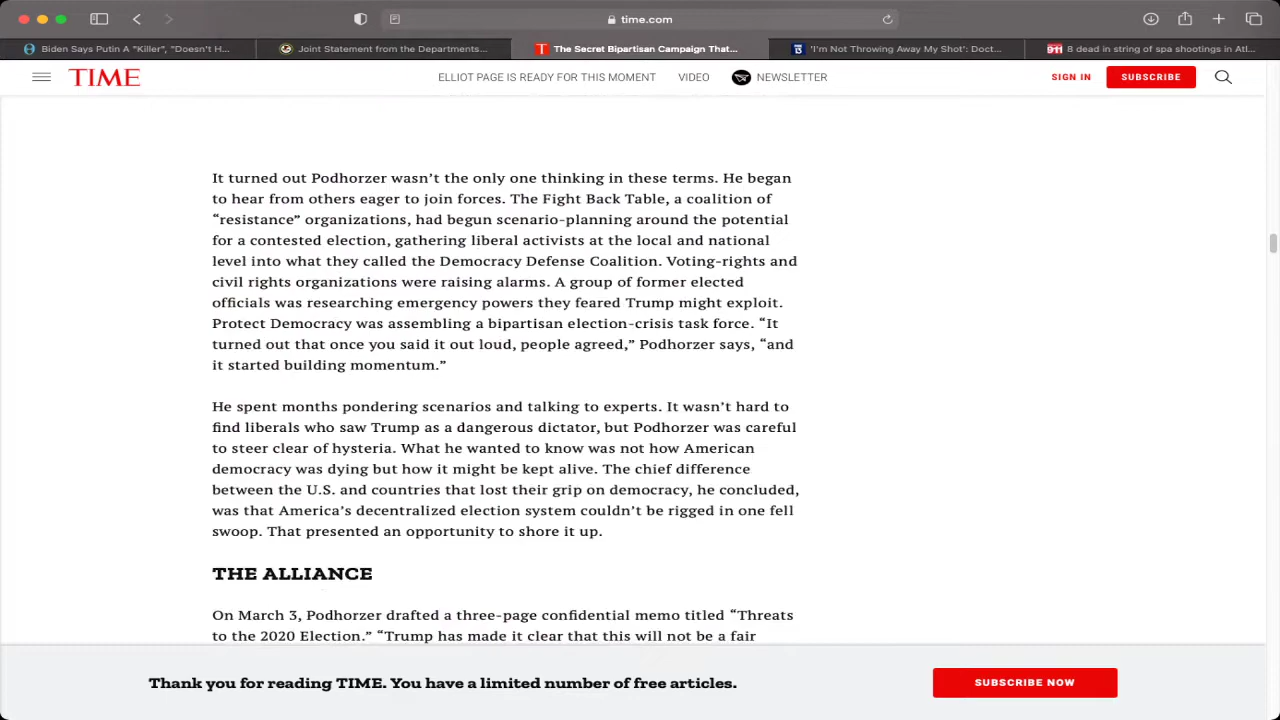 time.com
Biden Says Putin A "Killer", "Doesn't H...
Joint Statement from the Departments...
The Secret Bipartisan Campaign That...
'I'm Not Throwing Away My Shot': Doct...
911 8 dead in string of spa shootings in Atl...
TIME
ELLIOT PAGE IS READY FOR THIS MOMENT
VIDEO
NEWSLETTER
SIGN IN
SUBSCRIBE
It turned out Podhorzer wasn’t the only one thinking in these terms. He began
to hear from others eager to join forces. The Fight Back Table, a coalition of
“resistance” organizations, had begun scenario-planning around the potential
for a contested election, gathering liberal activists at the local and national
level into what they called the Democracy Defense Coalition. Voting-rights and
civil rights organizations were raising alarms. A group of former elected
officials was researching emergency powers they feared Trump might exploit.
Protect Democracy was assembling a bipartisan election-crisis task force. “It
turned out that once you said it out loud, people agreed,” Podhorzer says, “and
it started building momentum.”
He spent months pondering scenarios and talking to experts. It wasn’t hard to
find liberals who saw Trump as a dangerous dictator, but Podhorzer was careful
to steer clear of hysteria. What he wanted to know was not how American
democracy was dying but how it might be kept alive. The chief difference
between the U.S. and countries that lost their grip on democracy, he concluded,
was that America’s decentralized election system couldn’t be rigged in one fell
swoop. That presented an opportunity to shore it up.
THE ALLIANCE
On March 3, Podhorzer drafted a three-page confidential memo titled “Threats
to the 2020 Election.” “Trump has made it clear that this will not be a fair
Thank you for reading TIME. You have a limited number of free articles.
SUBSCRIBE NOW